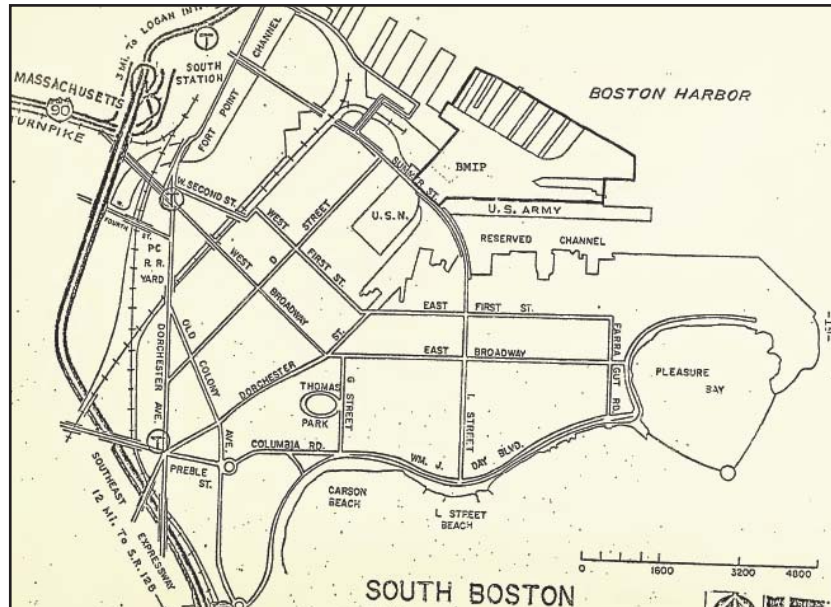 3 MI. TO LOGAN INT'L
T
SOUTH
STATION
CHANNEL
FORT POINT
MASSACHUSETTS
90
TURNPIKE
BOSTON HARBOR
BMIP
SUMMER ST.
U.S.N.
U.S. ARMY
RESERVED CHANNEL
W. SECOND ST.
T
FOURTH ST.
PC
R. R.
YARD
WEST FIRST ST.
D STREET
WEST BROADWAY
EAST FIRST ST.
EAST BROADWAY
FARRA GUT RD.
PLEASURE
BAY
DORCHESTER AVE.
OLD COLONY AVE.
DORCHESTER ST.
THOMAS
PARK
G STREET
L STREET
COLUMBIA RD.
WM. J. DAY BLVD.
T
PREBLE
ST.
CARSON
BEACH
L STREET
BEACH
SOUTHEAST EXPRESSWAY
12 MI. TO S.R. 128
0 1600 3200 4800
SOUTH BOSTON